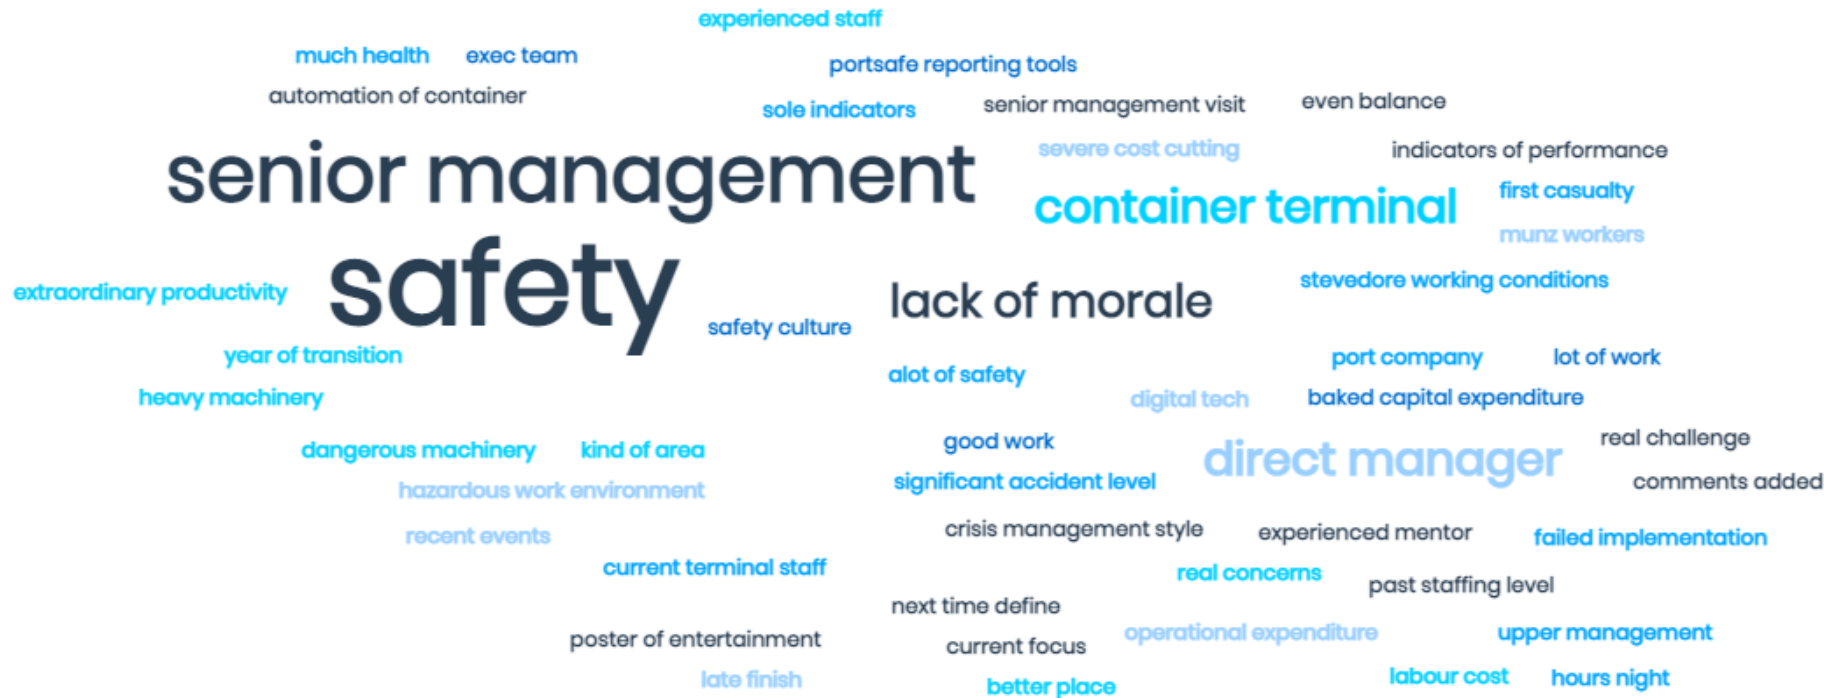 experienced staff
much health
exec team
portsafe reporting tools
automation of container
sole indicators
senior management visit
even balance
senior management
severe cost cutting
indicators of performance
container terminal
first casualty
munz workers
safety
extraordinary productivity
lack of morale
stevedore working conditions
safety culture
year of transition
alot of safety
port company
lot of work
heavy machinery
digital tech
baked capital expenditure
dangerous machinery
kind of area
good work
direct manager
real challenge
hazardous work environment
significant accident level
comments added
recent events
crisis management style
experienced mentor
failed implementation
current terminal staff
real concerns
past staffing level
next time define
poster of entertainment
current focus
operational expenditure
upper management
late finish
better place
labour cost
hours night